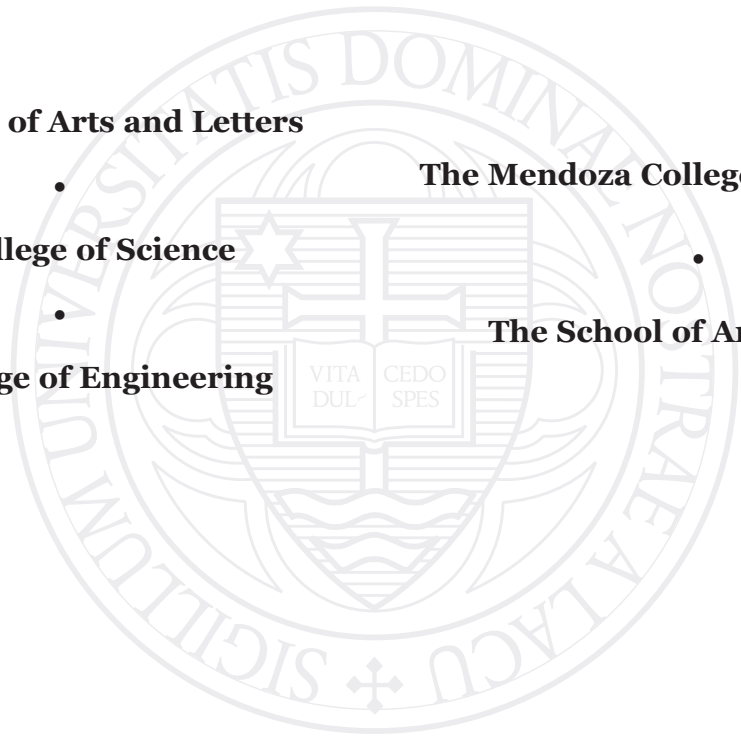 of Arts and Letters
•
llege of Science
•
ge of Engineering
The Mendoza College
•
The School of Ar
SIGILLUM UNIVERSITATIS DOMINAE NOSTRAE A LACU
VITA CEDO
DUL~ SPES